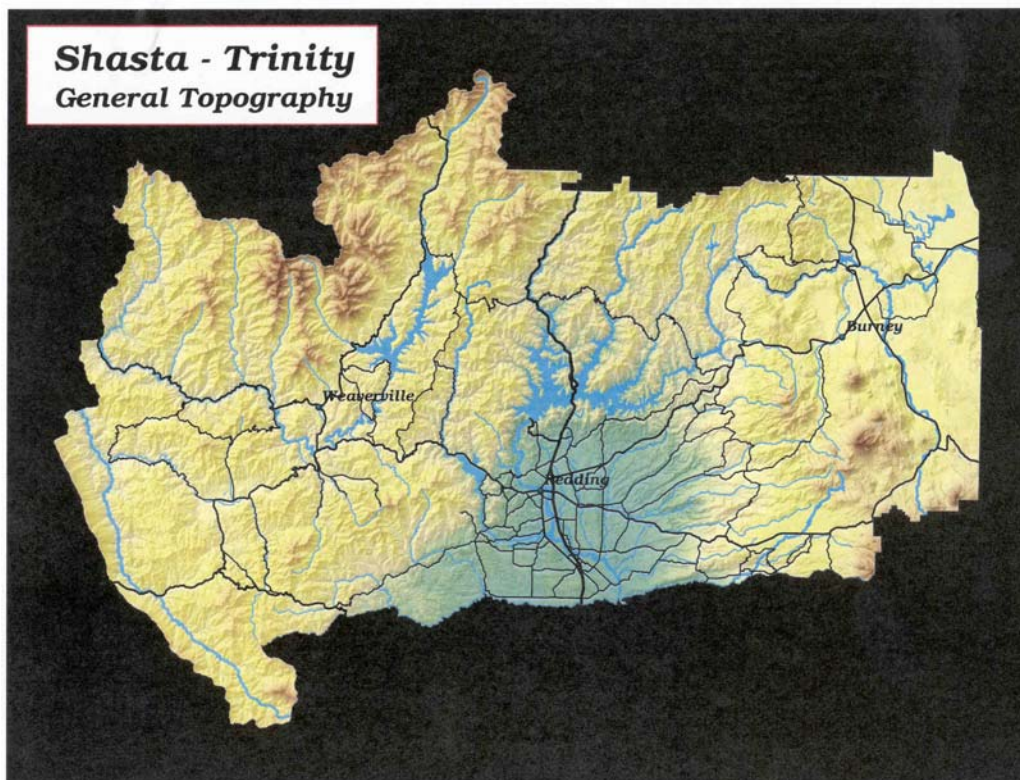 Shasta - Trinity
General Topography
Burney
Weaverville
Redding